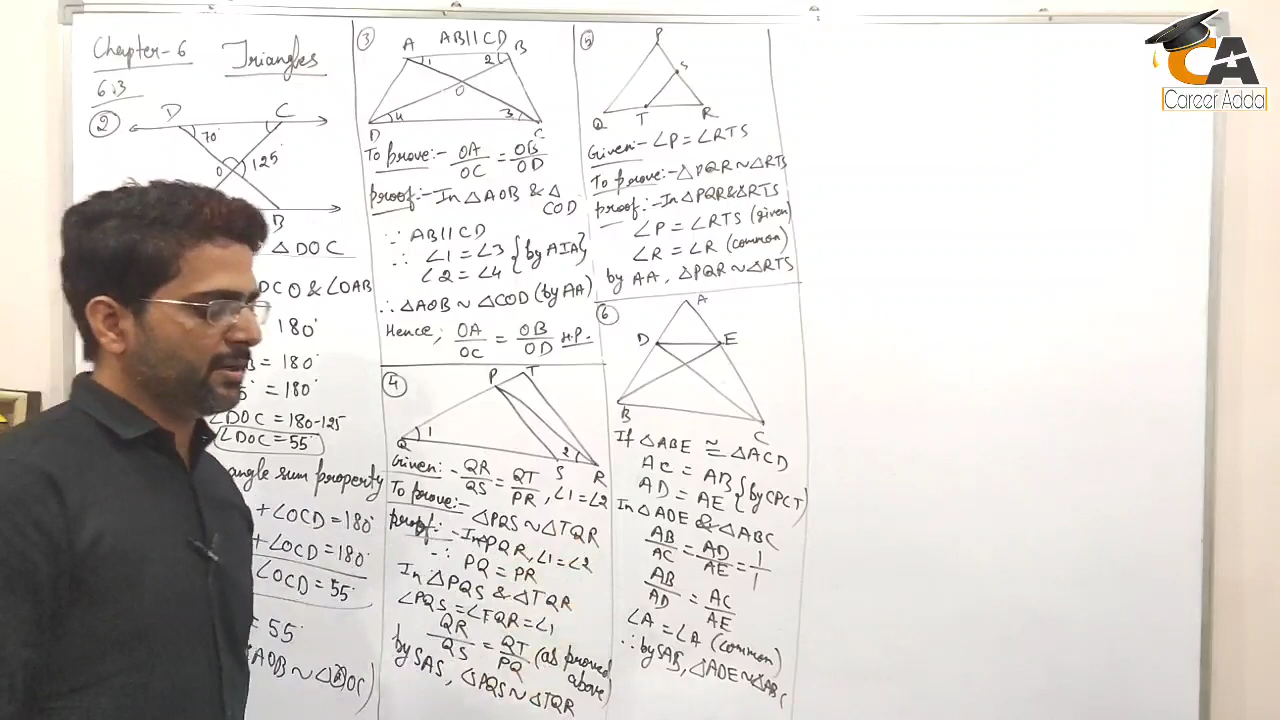 Chapter-6 Triangles
6.3
②
D C
70°
O 125°
B
△DOC
DCO & ∠OAB
180°
= 180°
5° = 180°
∠DOC = 180-125
∠DOC = 55°
angle sum property
+ ∠OCD = 180°
+ ∠OCD = 180°
∠OCD = 55°
= 55°
③
A AB||CD B
1 2
O
D 4 3 C
To prove:- OA/OC = OB/OD
proof:- In △AOB & △
COD
∵ AB||CD
∴ ∠1 = ∠3 } by AIA}
∠2 = ∠4
∴ △AOB ~ △COD (by AA)
Hence, OA/OC = OB/OD H.P.
④
P T
Q 1 2
S R
Given:- QR/QS = QT/PR, ∠1 = ∠2
To prove:- △PQS ~ △TQR
proof:- In △PQR, ∠1 = ∠2
∴ PQ = PR
In △PQS & △TQR
∠PQS = ∠TQR = ∠1
QR/QS = QT/PQ (as proved
above)
by SAS, △PQS ~ △TQR
⑤
P
S
Q T R
Given:- ∠P = ∠RTS
To prove:- △PQR ~ △RTS
proof:- In △PQR & △RTS
∠P = ∠RTS (given)
∠R = ∠R (common)
by AA, △PQR ~ △RTS
⑥
A
D E
B
C
If △ABE ≅ △ACD
AC = AB } by CPCT)
AD = AE
In △ADE & △ABC
AB/AC = AD/AE = 1/1
AB/AD = AC/AE
∠A = ∠A (common)
∴ by SAS, △ADE ~ △ABC
CA
Career Adda